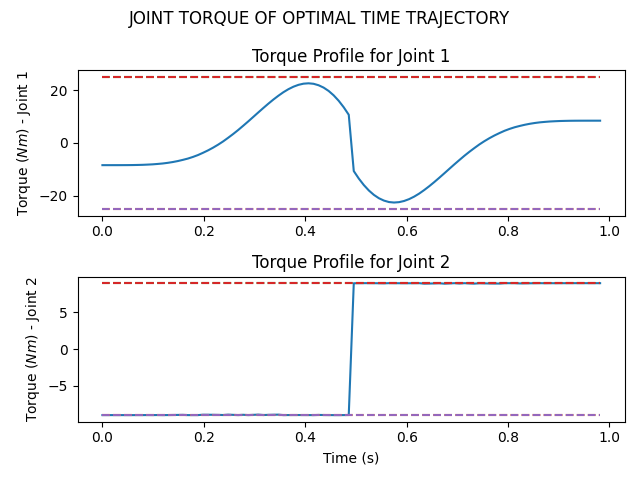 JOINT TORQUE OF OPTIMAL TIME TRAJECTORY
Torque Profile for Joint 1
Torque (Nm) - Joint 1
20
0
−20
0.0 0.2 0.4 0.6 0.8 1.0
Torque Profile for Joint 2
Torque (Nm) - Joint 2
5
0
−5
0.0 0.2 0.4 0.6 0.8 1.0
Time (s)